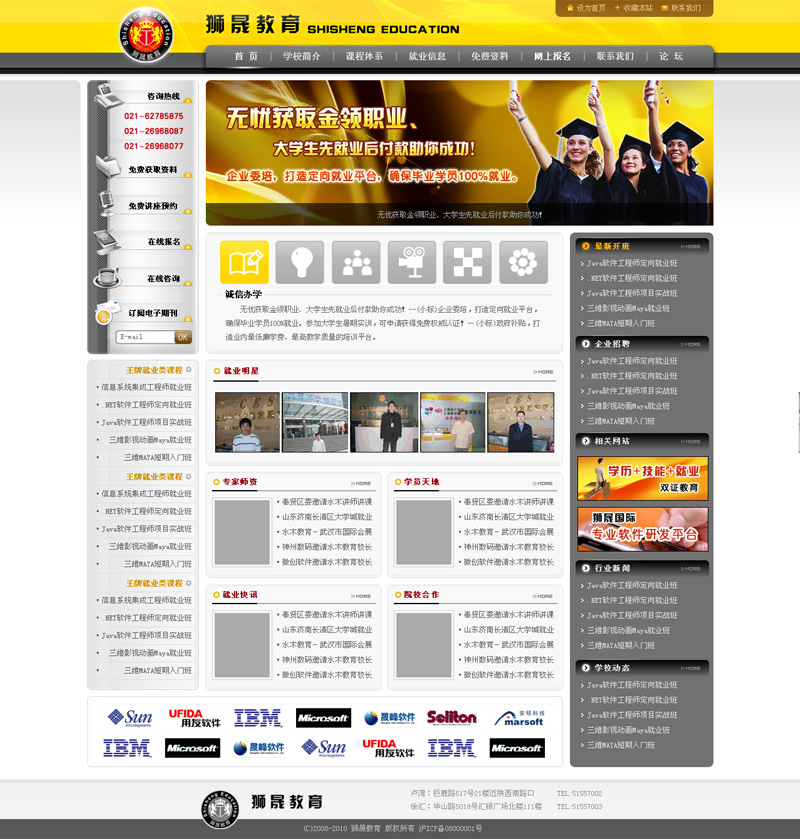 设为首页 + 收藏本站 联系我们
Shisheng Education
狮晟教育
狮晟教育 SHISHENG EDUCATION
首 页 | 学校简介 | 课程体系 | 就业信息 | 免费资料 | 网上报名 | 联系我们 | 论 坛
咨询热线
021-62785875
021-26968087
021-26968077
免费获取资料
免费讲座预约
在线报名
在线咨询
订阅电子期刊
E-mail OK
无忧获取金领职业、
大学生先就业后付款助你成功!
企业委培，打造定向就业平台，确保毕业学员100%就业。
无忧获取金领职业、大学生先就业后付款助你成功!
诚信办学
无忧获取金领职业、大学生先就业后付款助你成功! --(小标)企业委培，打造定向就业平台，
确保毕业学员100%就业。参加大学生暑期实训，可申请获得免费权威认证! --(小标)政府补贴，打
造业内最低廉学费、最高教学质量的培训平台。
王牌就业类课程
• 信息系统集成工程师就业班
• .NET软件工程师定向就业班
• Java软件工程师项目实战班
• 三维影视动画Maya就业班
• 三维MAYA短期入门班
王牌就业类课程
• 信息系统集成工程师就业班
• .NET软件工程师定向就业班
• Java软件工程师项目实战班
• 三维影视动画Maya就业班
• 三维MAYA短期入门班
王牌就业类课程
• 信息系统集成工程师就业班
• .NET软件工程师定向就业班
• Java软件工程师项目实战班
• 三维影视动画Maya就业班
• 三维MAYA短期入门班
就业明星 >>MORE
专家师资 >>MORE
• 奉贤区委邀请水木讲师讲课
• 山东济南长清区大学城就业
• 水木教育－武汉市国际会展
• 神州数码邀请水木教育校长
• 微创软件邀请水木教育校长
学员天地 >>MORE
• 奉贤区委邀请水木讲师讲课
• 山东济南长清区大学城就业
• 水木教育－武汉市国际会展
• 神州数码邀请水木教育校长
• 微创软件邀请水木教育校长
就业快讯 >>MORE
• 奉贤区委邀请水木讲师讲课
• 山东济南长清区大学城就业
• 水木教育－武汉市国际会展
• 神州数码邀请水木教育校长
• 微创软件邀请水木教育校长
院校合作 >>MORE
• 奉贤区委邀请水木讲师讲课
• 山东济南长清区大学城就业
• 水木教育－武汉市国际会展
• 神州数码邀请水木教育校长
• 微创软件邀请水木教育校长
最新开班 >>MORE
Java软件工程师定向就业班
.NET软件工程师定向就业班
Java软件工程师项目实战班
三维影视动画Maya就业班
三维MAYA短期入门班
企业招聘 >>MORE
Java软件工程师定向就业班
.NET软件工程师定向就业班
Java软件工程师项目实战班
三维影视动画Maya就业班
三维MAYA短期入门班
相关网站 >>MORE
学历+技能+就业
双证教育
狮晟国际
专业软件研发平台
行业新闻 >>MORE
Java软件工程师定向就业班
.NET软件工程师定向就业班
Java软件工程师项目实战班
三维影视动画Maya就业班
三维MAYA短期入门班
学校动态 >>MORE
Java软件工程师定向就业班
.NET软件工程师定向就业班
Java软件工程师项目实战班
三维影视动画Maya就业班
三维MAYA短期入门班
Sun microsystems UFIDA 用友软件 IBM Microsoft 晟峰软件 Soliton 安硕科技 marsoft
IBM Microsoft 晟峰软件 Sun microsystems UFIDA 用友软件 IBM Microsoft
狮晟教育
卢湾：巨鹿路517号21楼近陕西南路口 TEL:51557002
徐汇：华山路5010号汇银广场北楼111楼 TEL:51557003
(C)2008-2010 狮晟教育 版权所有 沪ICP备08000001号